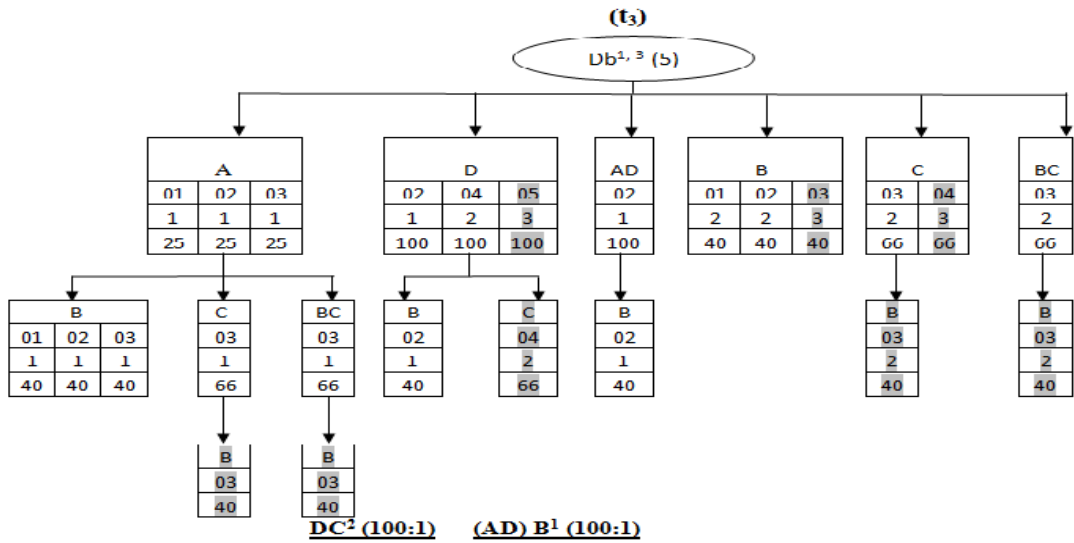 (t₃)
Db¹, ³ (5)
A D AD B C BC
01 02 03 02 04 05 02 01 02 03 03 04 03
1 1 1 1 2 3 1 2 2 3 2 3 2
25 25 25 100 100 100 100 40 40 40 66 66 66
B C BC B C B B B
01 02 03 03 03 02 04 02 03 03
1 1 1 1 1 1 2 1 2 2
40 40 40 66 66 40 66 40 40 40
B B
03 03
40 40
DC² (100:1) (AD) B¹ (100:1)